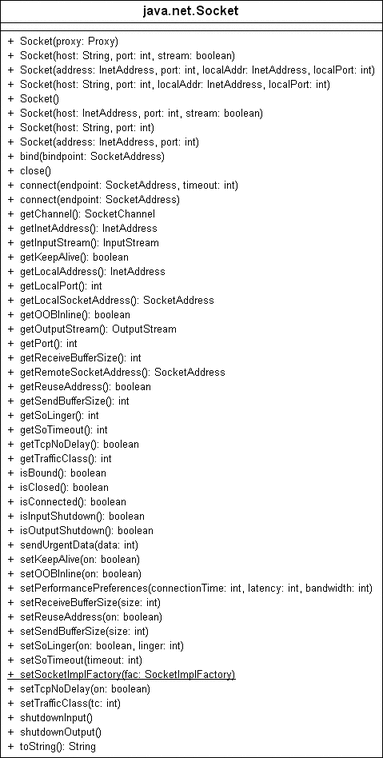 java.net.Socket
+ Socket(proxy: Proxy)
+ Socket(host: String, port: int, stream: boolean)
+ Socket(address: InetAddress, port: int, localAddr: InetAddress, localPort: int)
+ Socket(host: String, port: int, localAddr: InetAddress, localPort: int)
+ Socket()
+ Socket(host: InetAddress, port: int, stream: boolean)
+ Socket(host: String, port: int)
+ Socket(address: InetAddress, port: int)
+ bind(bindpoint: SocketAddress)
+ close()
+ connect(endpoint: SocketAddress, timeout: int)
+ connect(endpoint: SocketAddress)
+ getChannel(): SocketChannel
+ getInetAddress(): InetAddress
+ getInputStream(): InputStream
+ getKeepAlive(): boolean
+ getLocalAddress(): InetAddress
+ getLocalPort(): int
+ getLocalSocketAddress(): SocketAddress
+ getOOBInline(): boolean
+ getOutputStream(): OutputStream
+ getPort(): int
+ getReceiveBufferSize(): int
+ getRemoteSocketAddress(): SocketAddress
+ getReuseAddress(): boolean
+ getSendBufferSize(): int
+ getSoLinger(): int
+ getSoTimeout(): int
+ getTcpNoDelay(): boolean
+ getTrafficClass(): int
+ isBound(): boolean
+ isClosed(): boolean
+ isConnected(): boolean
+ isInputShutdown(): boolean
+ isOutputShutdown(): boolean
+ sendUrgentData(data: int)
+ setKeepAlive(on: boolean)
+ setOOBInline(on: boolean)
+ setPerformancePreferences(connectionTime: int, latency: int, bandwidth: int)
+ setReceiveBufferSize(size: int)
+ setReuseAddress(on: boolean)
+ setSendBufferSize(size: int)
+ setSoLinger(on: boolean, linger: int)
+ setSoTimeout(timeout: int)
+ setSocketImplFactory(fac: SocketImplFactory)
+ setTcpNoDelay(on: boolean)
+ setTrafficClass(tc: int)
+ shutdownInput()
+ shutdownOutput()
+ toString(): String